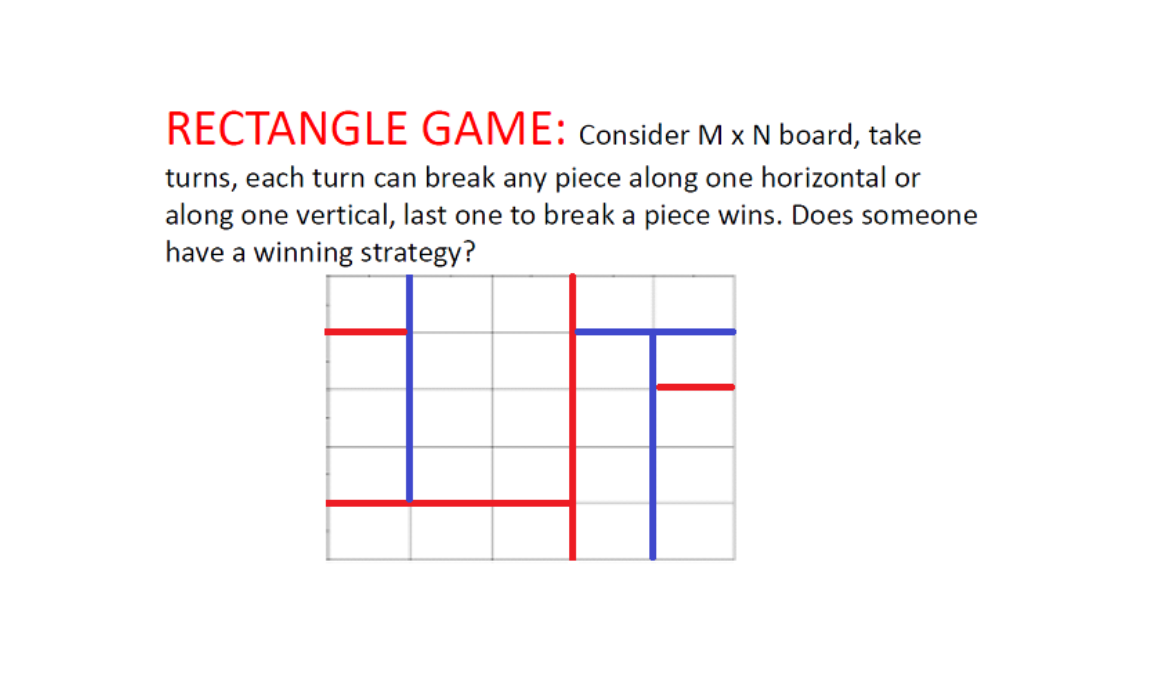 RECTANGLE GAME: Consider M x N board, take
turns, each turn can break any piece along one horizontal or
along one vertical, last one to break a piece wins. Does someone
have a winning strategy?